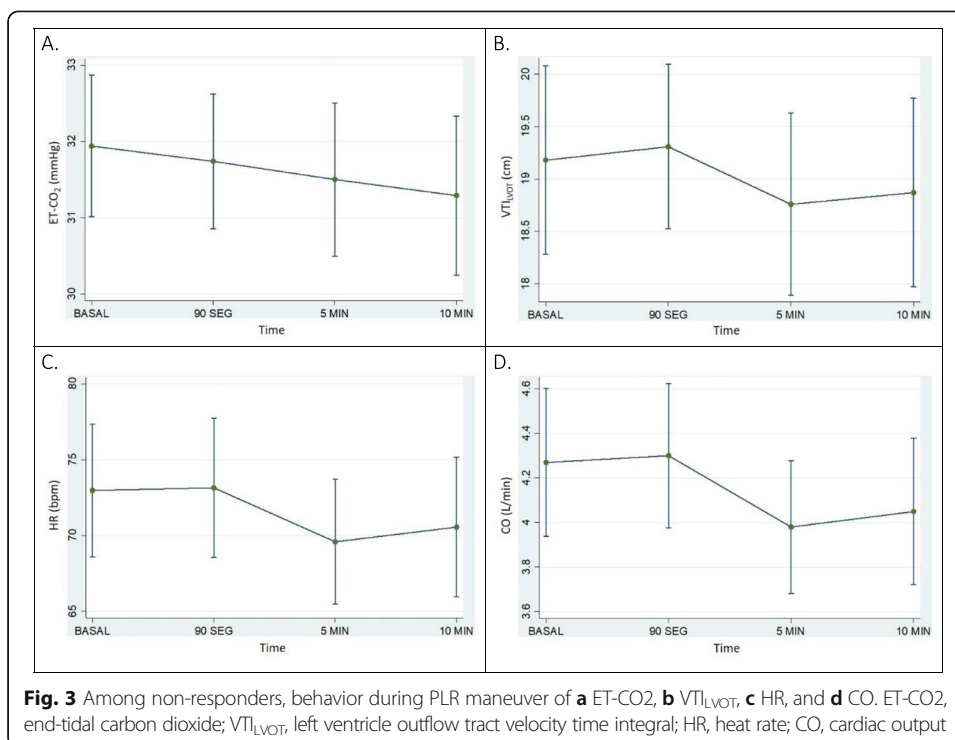 A.
33
32
31
30
ET-CO₂ (mmHg)
BASAL 90 SEG 5 MIN 10 MIN
Time
B.
20
19.5
19
18.5
18
VTI_LVOT (cm)
BASAL 90 SEG 5 MIN 10 MIN
Time
C.
80
75
70
65
HR (bpm)
BASAL 90 SEG 5 MIN 10 MIN
Time
D.
4.6
4.4
4.2
4
3.8
3.6
CO (L/min)
BASAL 90 SEG 5 MIN 10 MIN
Time
Fig. 3 Among non-responders, behavior during PLR maneuver of a ET-CO2, b VTI_LVOT, c HR, and d CO. ET-CO2,
end-tidal carbon dioxide; VTI_LVOT, left ventricle outflow tract velocity time integral; HR, heat rate; CO, cardiac output